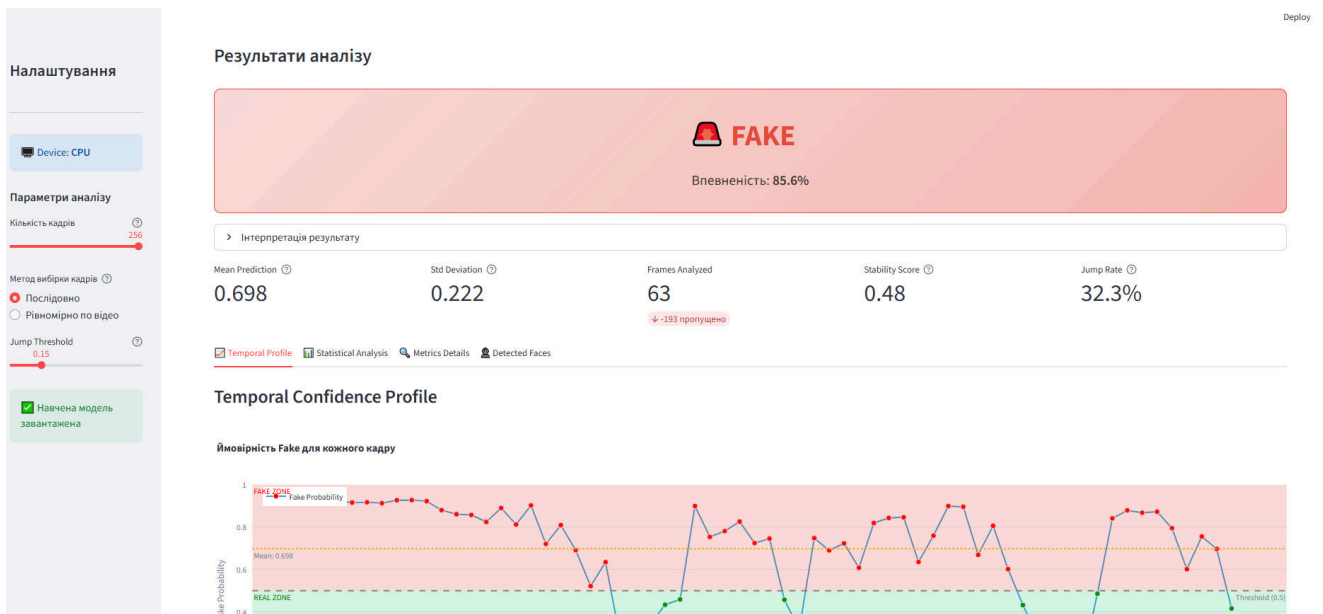 Deploy
Налаштування
Device: CPU
Параметри аналізу
Кількість кадрів
256
Метод вибірки кадрів
Послідовно
Рівномірно по відео
Jump Threshold
0.15
Навчена модель
завантажена
Результати аналізу
FAKE
Впевненість: 85.6%
Інтерпретація результату
Mean Prediction
0.698
Std Deviation
0.222
Frames Analyzed
63
-193 пропущено
Stability Score
0.48
Jump Rate
32.3%
Temporal Profile
Statistical Analysis
Metrics Details
Detected Faces
Temporal Confidence Profile
Ймовірність Fake для кожного кадру
FAKE ZONE
Fake Probability
1
0.8
Mean: 0.698
0.6
REAL ZONE
Threshold (0.5)
0.4